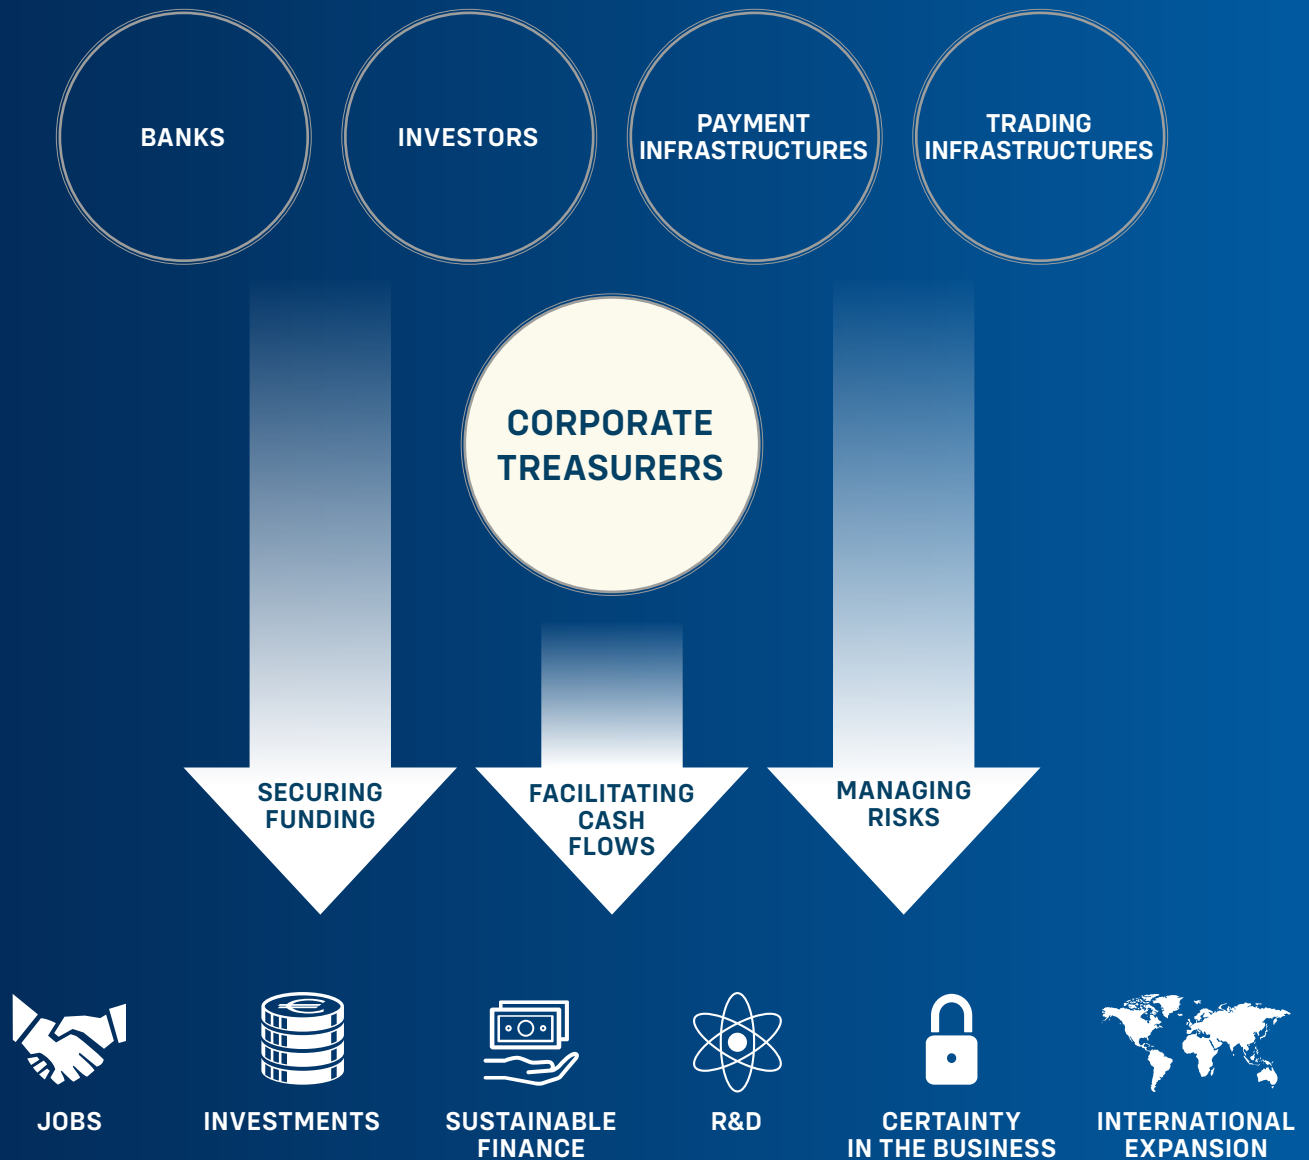 BANKS
INVESTORS
PAYMENT
INFRASTRUCTURES
TRADING
INFRASTRUCTURES
CORPORATE
TREASURERS
SECURING
FUNDING
FACILITATING
CASH
FLOWS
MANAGING
RISKS
JOBS
INVESTMENTS
SUSTAINABLE
FINANCE
R&D
CERTAINTY
IN THE BUSINESS
INTERNATIONAL
EXPANSION